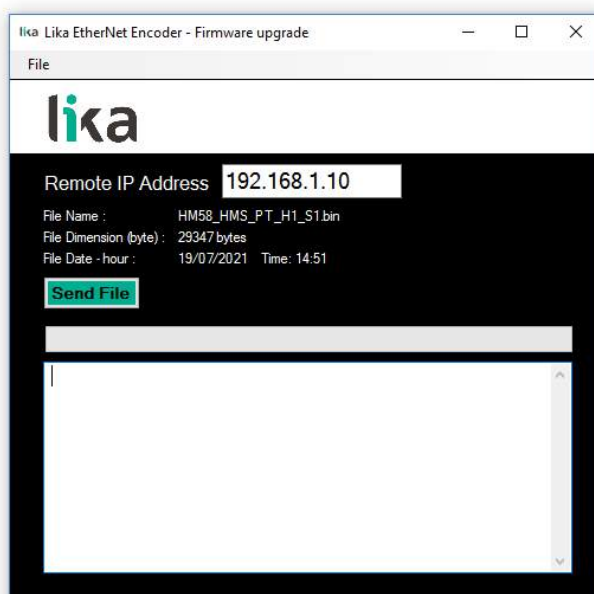 lika Lika EtherNet Encoder - Firmware upgrade
File
lika
Remote IP Address 192.168.1.10
File Name : HM58_HMS_PT_H1_S1.bin
File Dimension (byte) : 29347 bytes
File Date - hour : 19/07/2021 Time: 14:51
Send File